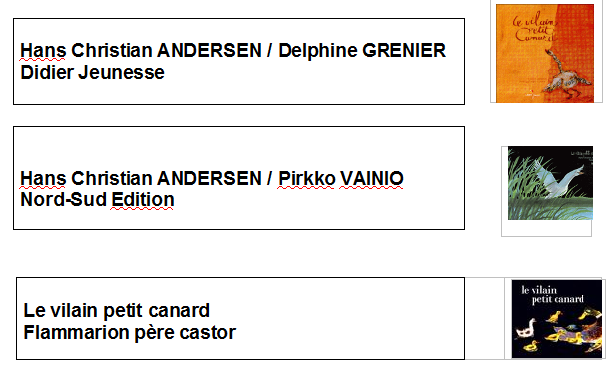 Hans Christian ANDERSEN / Delphine GRENIER
Didier Jeunesse
le vilain
petit
Canard
Hans Christian ANDERSEN / Pirkko VAINIO
Nord-Sud Edition
Le vilain petit canard
Flammarion père castor
le vilain
petit canard